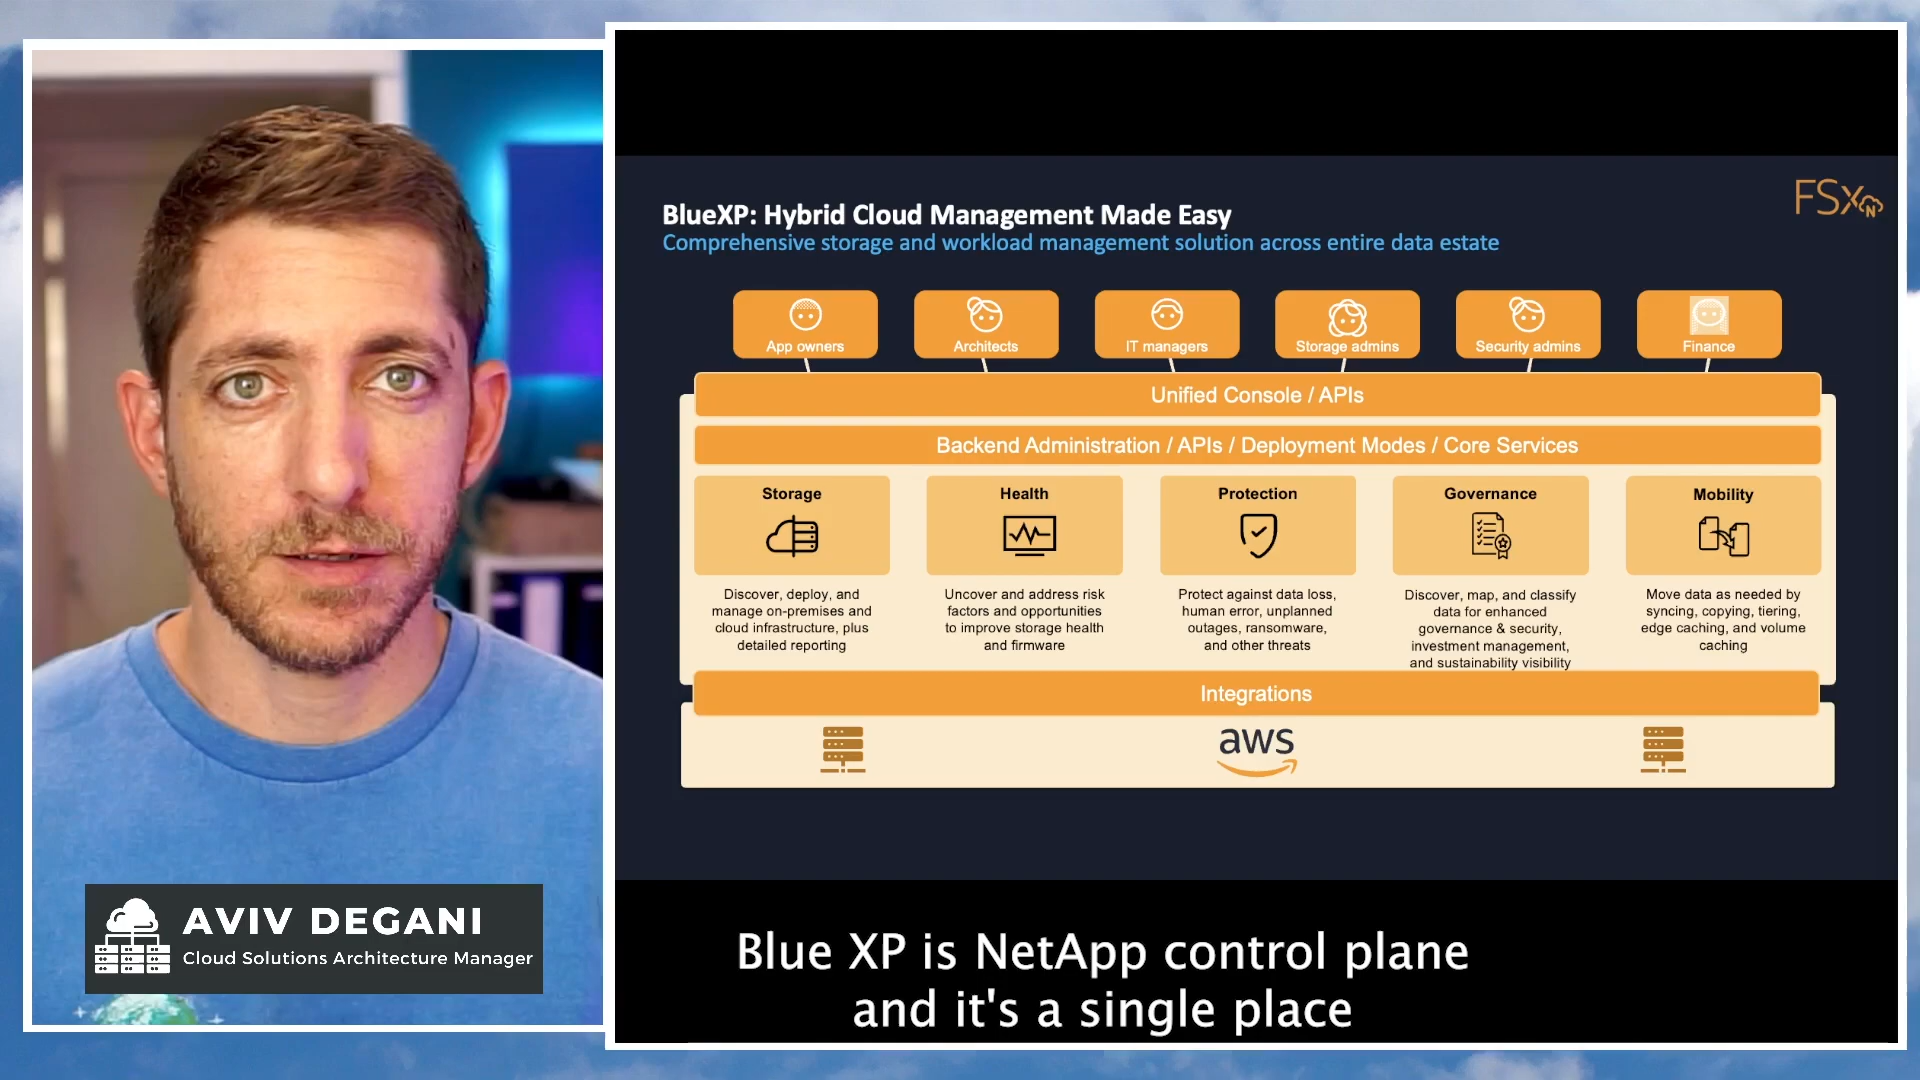 BlueXP: Hybrid Cloud Management Made Easy
Comprehensive storage and workload management solution across entire data estate
FSxN
App owners
Architects
IT managers
Storage admins
Security admins
Finance
Unified Console / APIs
Backend Administration / APIs / Deployment Modes / Core Services
Storage
Discover, deploy, and
manage on-premises and
cloud infrastructure, plus
detailed reporting
Health
Uncover and address risk
factors and opportunities
to improve storage health
and firmware
Protection
Protect against data loss,
human error, unplanned
outages, ransomware,
and other threats
Governance
Discover, map, and classify
data for enhanced
governance & security,
investment management,
and sustainability visibility
Mobility
Move data as needed by
syncing, copying, tiering,
edge caching, and volume
caching
Integrations
aws
AVIV DEGANI
Cloud Solutions Architecture Manager
Blue XP is NetApp control plane
and it's a single place